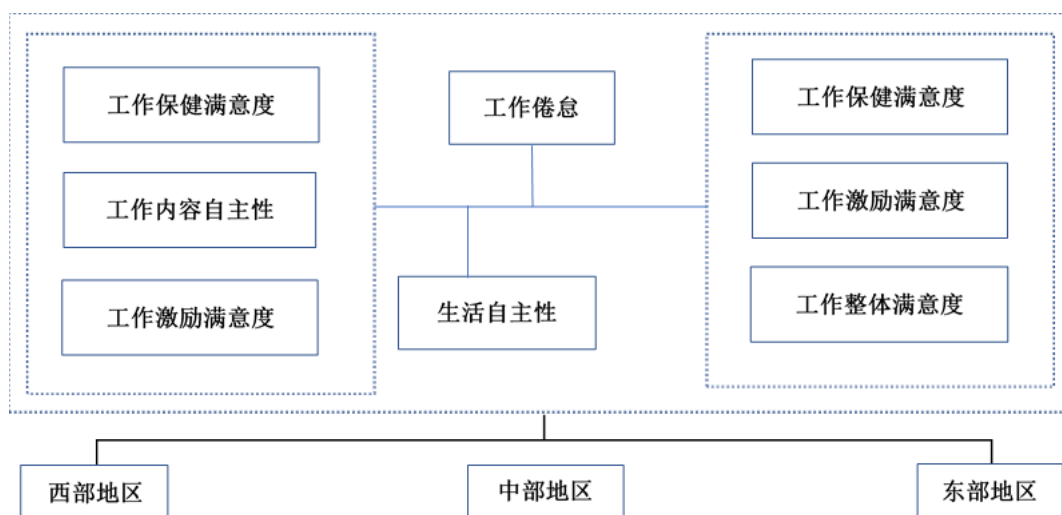 工作保健满意度
工作内容自主性
工作激励满意度
工作倦怠
生活自主性
工作保健满意度
工作激励满意度
工作整体满意度
西部地区
中部地区
东部地区